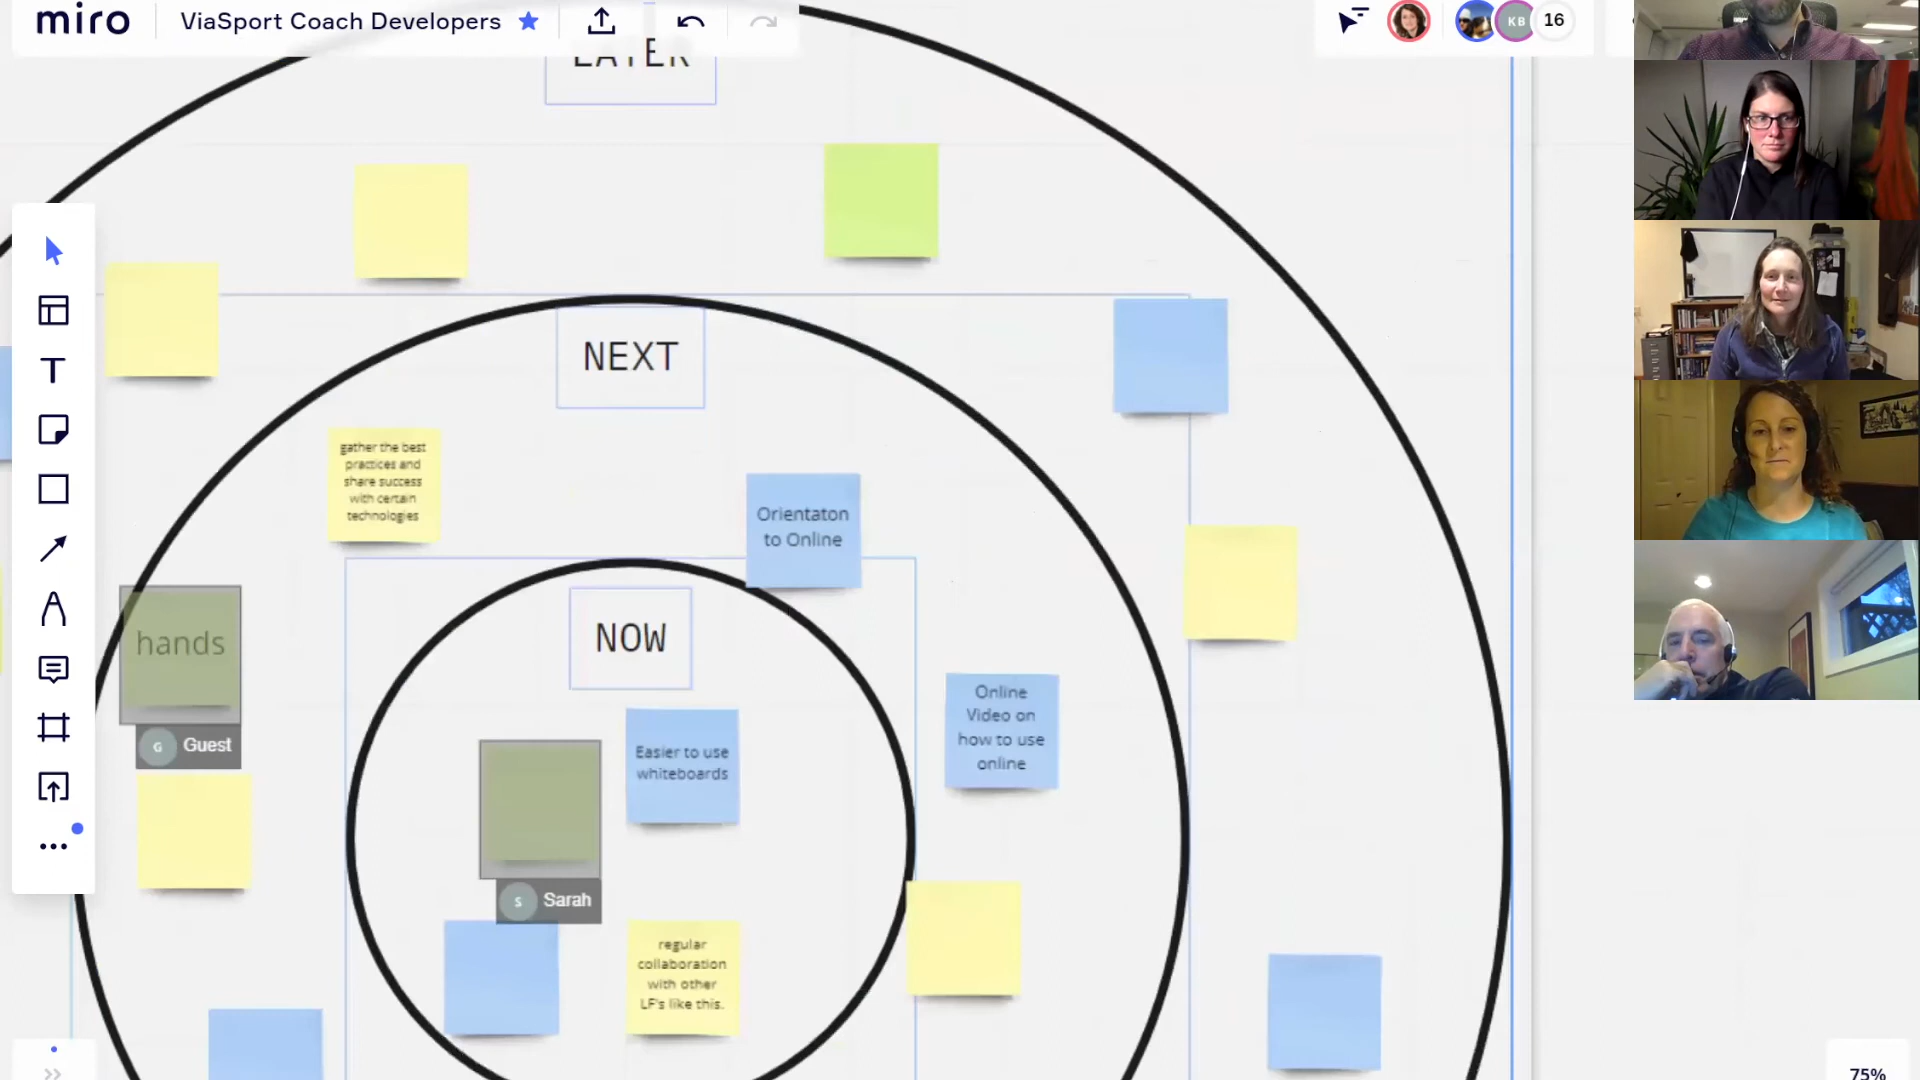 miro
ViaSport Coach Developers
KB
16
LATER
NEXT
gather the best
practices and
share success
with certain
technologies
Orientaton
to Online
hands
G Guest
NOW
Easier to use
whiteboards
Online
Video on
how to use
online
S Sarah
regular
collaboration
with other
LF's like this.
75%